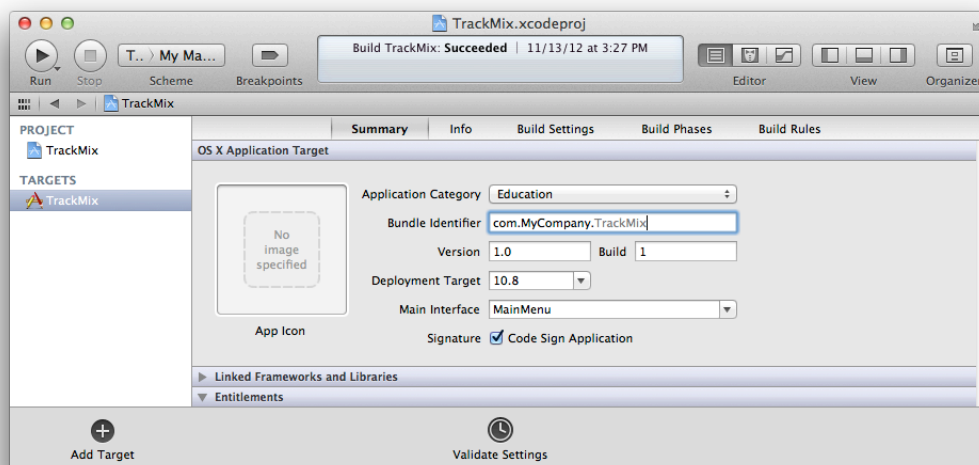 TrackMix.xcodeproj
Run
Stop
T.. › My Ma...
Scheme
Breakpoints
Build TrackMix: Succeeded | 11/13/12 at 3:27 PM
Editor
View
Organizer
TrackMix
PROJECT
TrackMix
TARGETS
TrackMix
Summary Info Build Settings Build Phases Build Rules
OS X Application Target
No
image
specified
App Icon
Application Category Education
Bundle Identifier com.MyCompany.TrackMix
Version 1.0 Build 1
Deployment Target 10.8
Main Interface MainMenu
Signature Code Sign Application
Linked Frameworks and Libraries
Entitlements
Add Target
Validate Settings